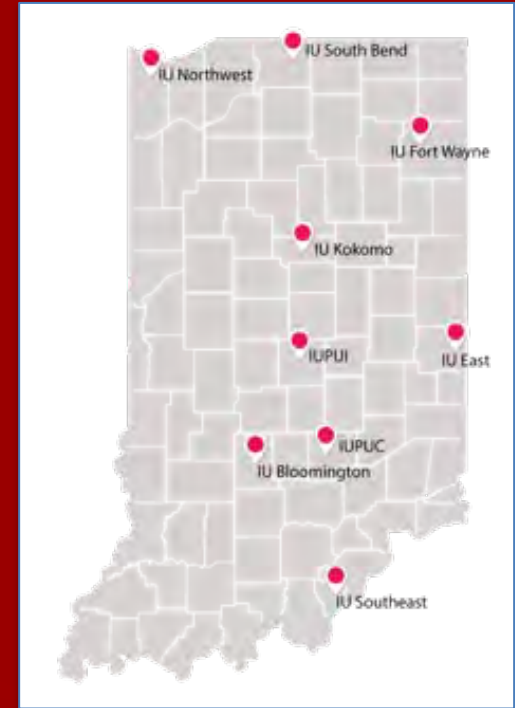 IU South Bend
IU Northwest
IU Fort Wayne
IU Kokomo
IUPUI
IU East
IUPUC
IU Bloomington
IU Southeast